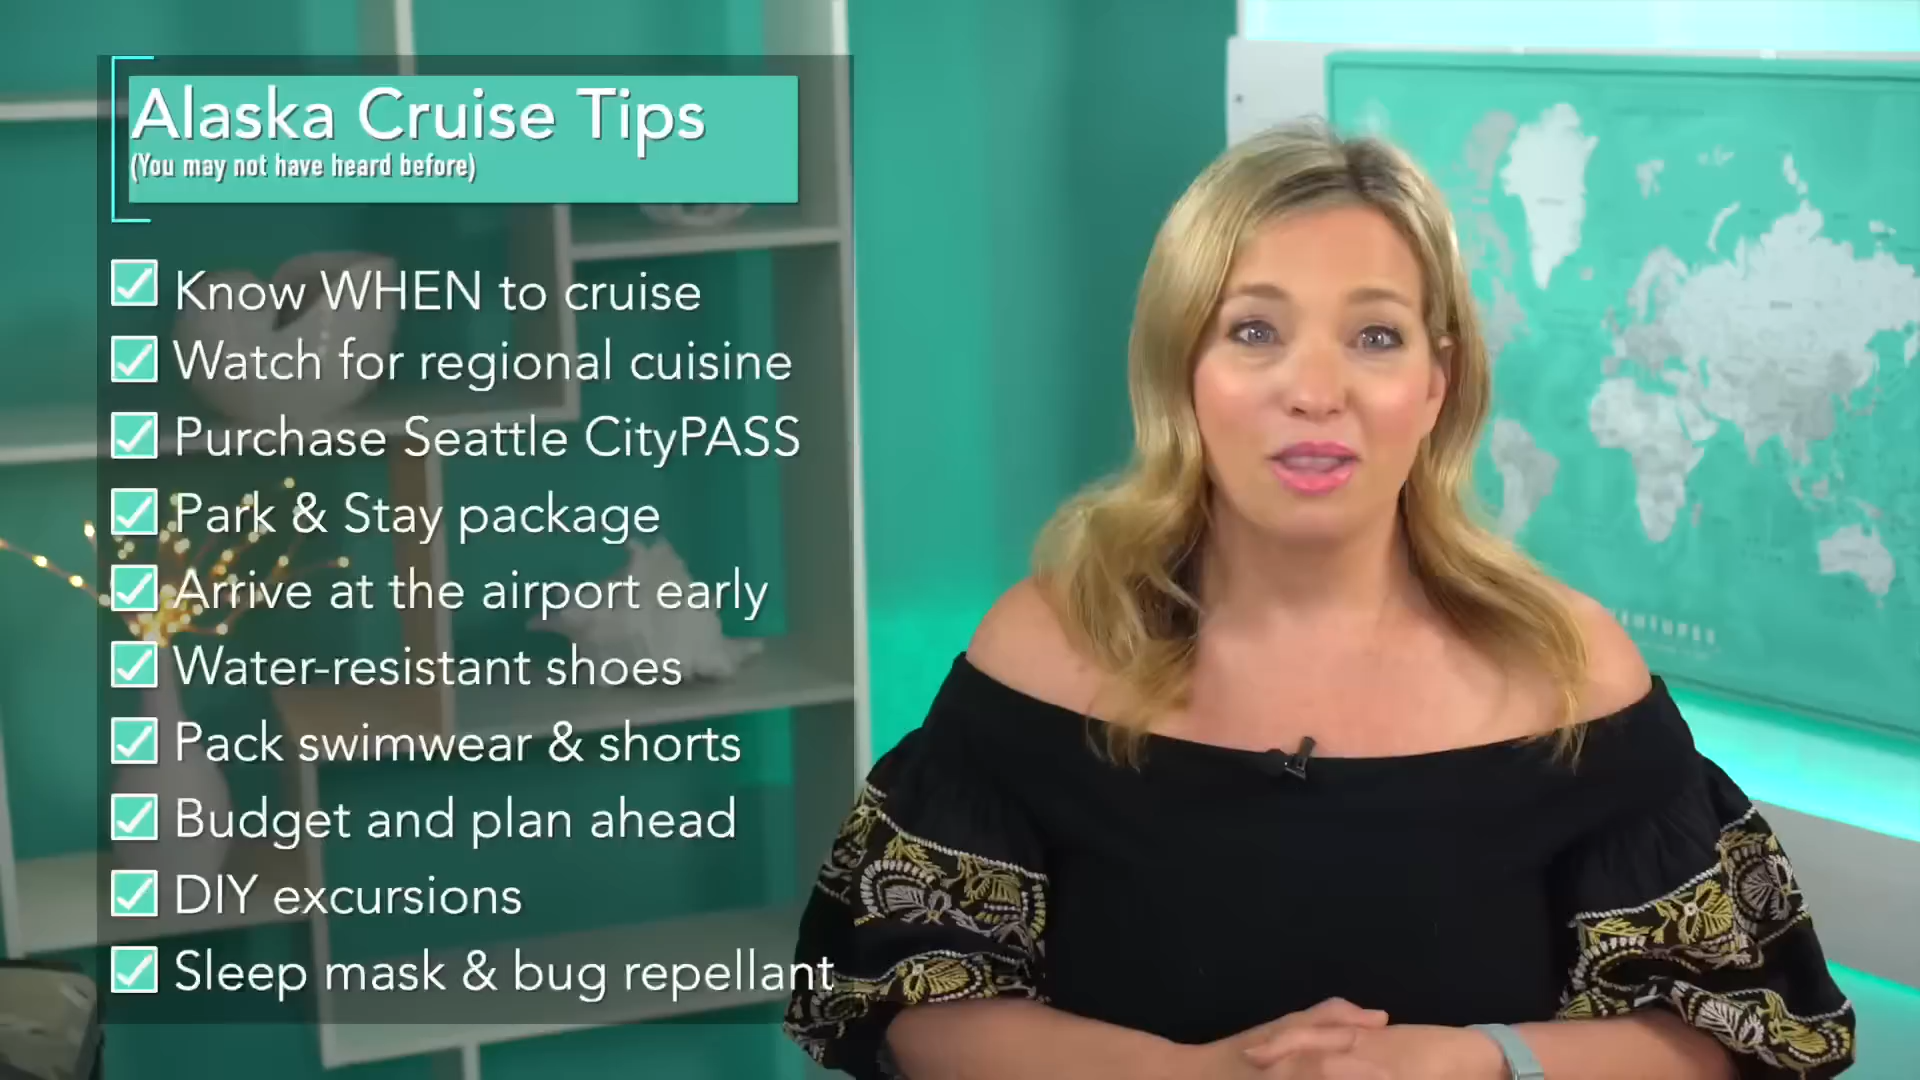 Alaska Cruise Tips
(You may not have heard before)
Know WHEN to cruise
Watch for regional cuisine
Purchase Seattle CityPASS
Park & Stay package
Arrive at the airport early
Water-resistant shoes
Pack swimwear & shorts
Budget and plan ahead
DIY excursions
Sleep mask & bug repellant